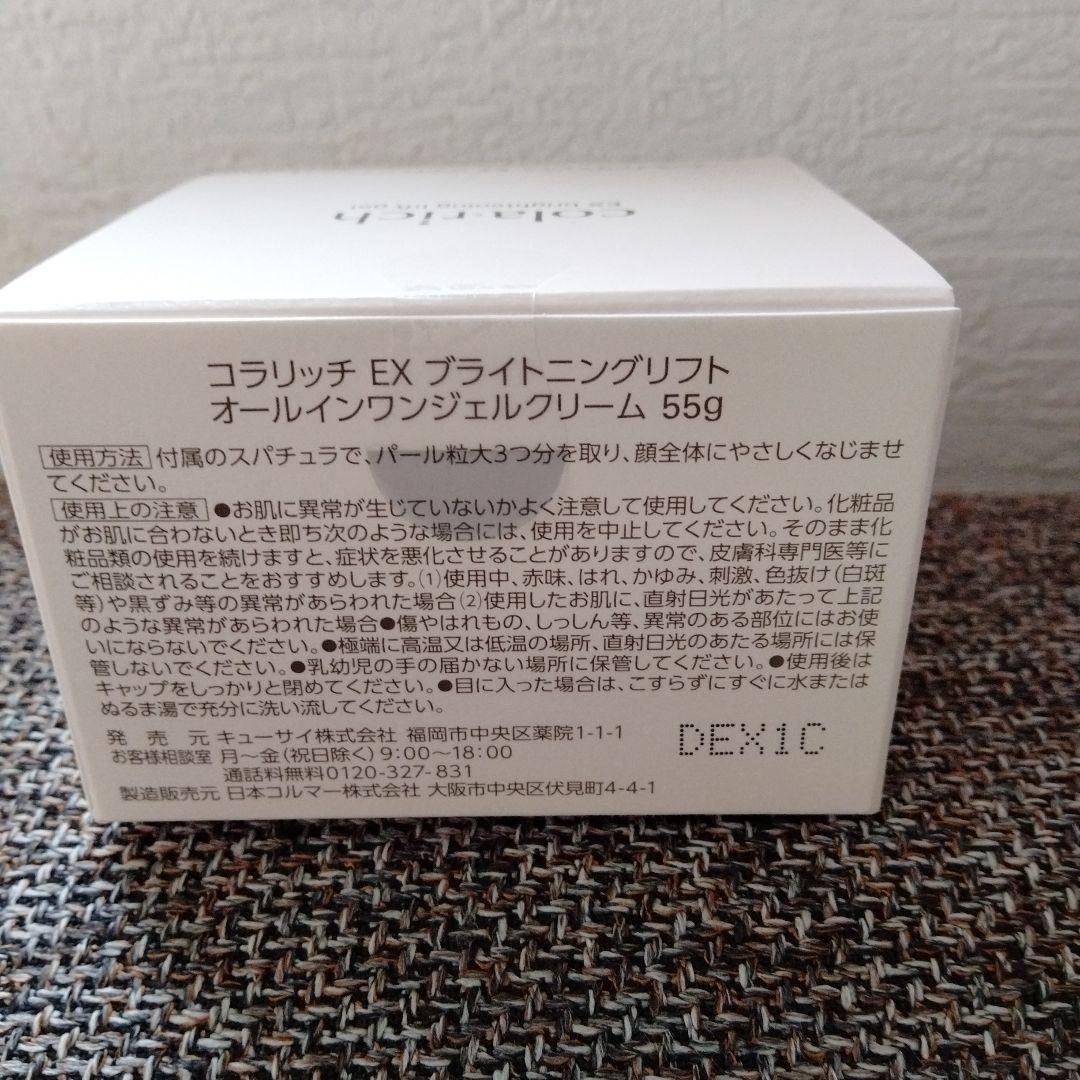 cola rich
EX brightening lift gel
コラリッチ EX ブライトニングリフト
オールインワンジェルクリーム 55g
使用方法 付属のスパチュラで、パール粒大3つ分を取り、顔全体にやさしくなじませ
てください。
使用上の注意 ●お肌に異常が生じていないかよく注意して使用してください。化粧品
がお肌に合わないとき即ち次のような場合には、使用を中止してください。そのまま化
粧品類の使用を続けますと、症状を悪化させることがありますので、皮膚科専門医等に
ご相談されることをおすすめします。(1)使用中、赤味、はれ、かゆみ、刺激、色抜け(白斑
等)や黒ずみ等の異常があらわれた場合(2)使用したお肌に、直射日光があたって上記
のような異常があらわれた場合●傷やはれもの、しっしん等、異常のある部位にはお使
いにならないでください。●極端に高温又は低温の場所、直射日光のあたる場所には保
管しないでください。●乳幼児の手の届かない場所に保管してください。●使用後は
キャップをしっかりと閉めてください。●目に入った場合は、こすらずにすぐに水または
ぬるま湯で充分に洗い流してください。
発売元 キューサイ株式会社 福岡市中央区薬院1-1-1
お客様相談室 月～金(祝日除く)9:00～18:00
通話料無料0120-327-831
製造販売元 日本コルマー株式会社 大阪市中央区伏見町4-4-1
DEX1C